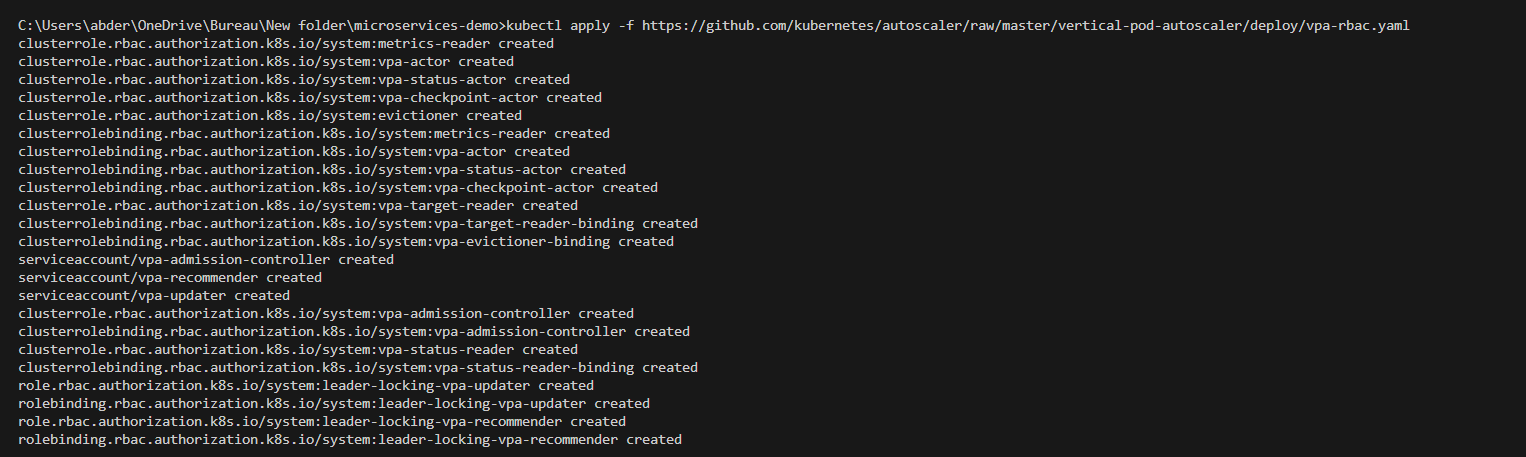 C:\Users\abder\OneDrive\Bureau\New folder\microservices-demo>kubectl apply -f https://github.com/kubernetes/autoscaler/raw/master/vertical-pod-autoscaler/deploy/vpa-rbac.yaml
clusterrole.rbac.authorization.k8s.io/system:metrics-reader created
clusterrole.rbac.authorization.k8s.io/system:vpa-actor created
clusterrole.rbac.authorization.k8s.io/system:vpa-status-actor created
clusterrole.rbac.authorization.k8s.io/system:vpa-checkpoint-actor created
clusterrole.rbac.authorization.k8s.io/system:evictioner created
clusterrolebinding.rbac.authorization.k8s.io/system:metrics-reader created
clusterrolebinding.rbac.authorization.k8s.io/system:vpa-actor created
clusterrolebinding.rbac.authorization.k8s.io/system:vpa-status-actor created
clusterrolebinding.rbac.authorization.k8s.io/system:vpa-checkpoint-actor created
clusterrole.rbac.authorization.k8s.io/system:vpa-target-reader created
clusterrolebinding.rbac.authorization.k8s.io/system:vpa-target-reader-binding created
clusterrolebinding.rbac.authorization.k8s.io/system:vpa-evictioner-binding created
serviceaccount/vpa-admission-controller created
serviceaccount/vpa-recommender created
serviceaccount/vpa-updater created
clusterrole.rbac.authorization.k8s.io/system:vpa-admission-controller created
clusterrolebinding.rbac.authorization.k8s.io/system:vpa-admission-controller created
clusterrole.rbac.authorization.k8s.io/system:vpa-status-reader created
clusterrolebinding.rbac.authorization.k8s.io/system:vpa-status-reader-binding created
role.rbac.authorization.k8s.io/system:leader-locking-vpa-updater created
rolebinding.rbac.authorization.k8s.io/system:leader-locking-vpa-updater created
role.rbac.authorization.k8s.io/system:leader-locking-vpa-recommender created
rolebinding.rbac.authorization.k8s.io/system:leader-locking-vpa-recommender created